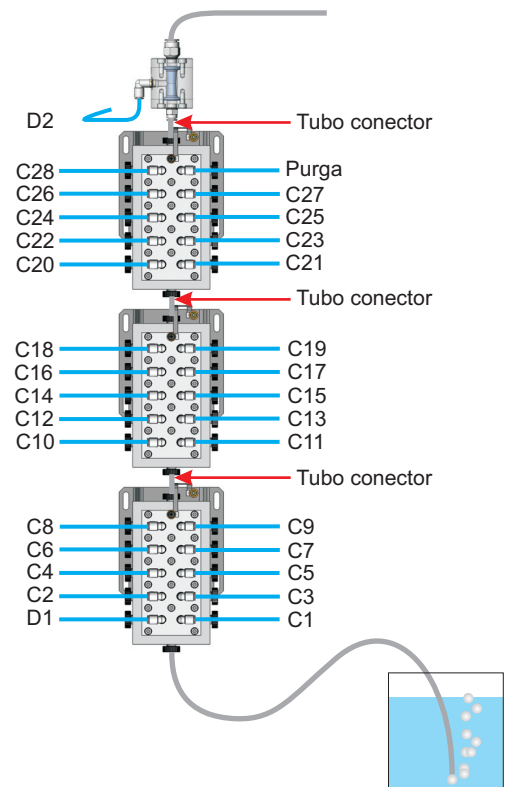 D2
Tubo conector
C28 Purga
C26 C27
C24 C25
C22 C23
C20 C21
Tubo conector
C18 C19
C16 C17
C14 C15
C12 C13
C10 C11
Tubo conector
C8 C9
C6 C7
C4 C5
C2 C3
D1 C1